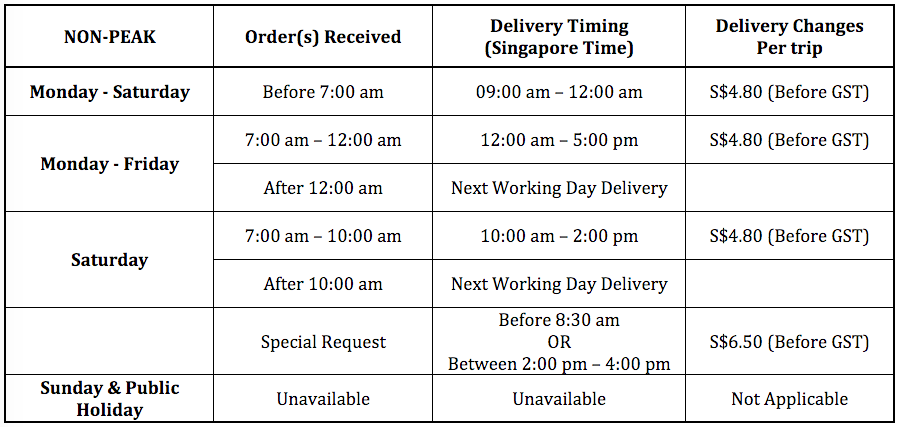 NON-PEAK
Order(s) Received
Delivery Timing
(Singapore Time)
Delivery Changes
Per trip
Monday - Saturday
Before 7:00 am
09:00 am – 12:00 am
S$4.80 (Before GST)
Monday - Friday
7:00 am – 12:00 am
12:00 am – 5:00 pm
S$4.80 (Before GST)
After 12:00 am
Next Working Day Delivery
Saturday
7:00 am – 10:00 am
10:00 am – 2:00 pm
S$4.80 (Before GST)
After 10:00 am
Next Working Day Delivery
Special Request
Before 8:30 am
OR
Between 2:00 pm – 4:00 pm
S$6.50 (Before GST)
Sunday & Public
Holiday
Unavailable
Unavailable
Not Applicable